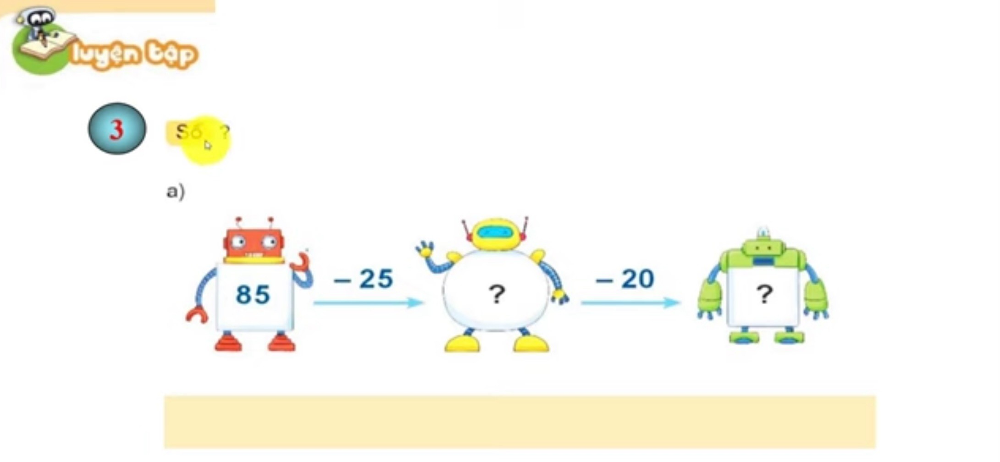 luyện tập
3 Số ?
a)
85 – 25 ? – 20 ?